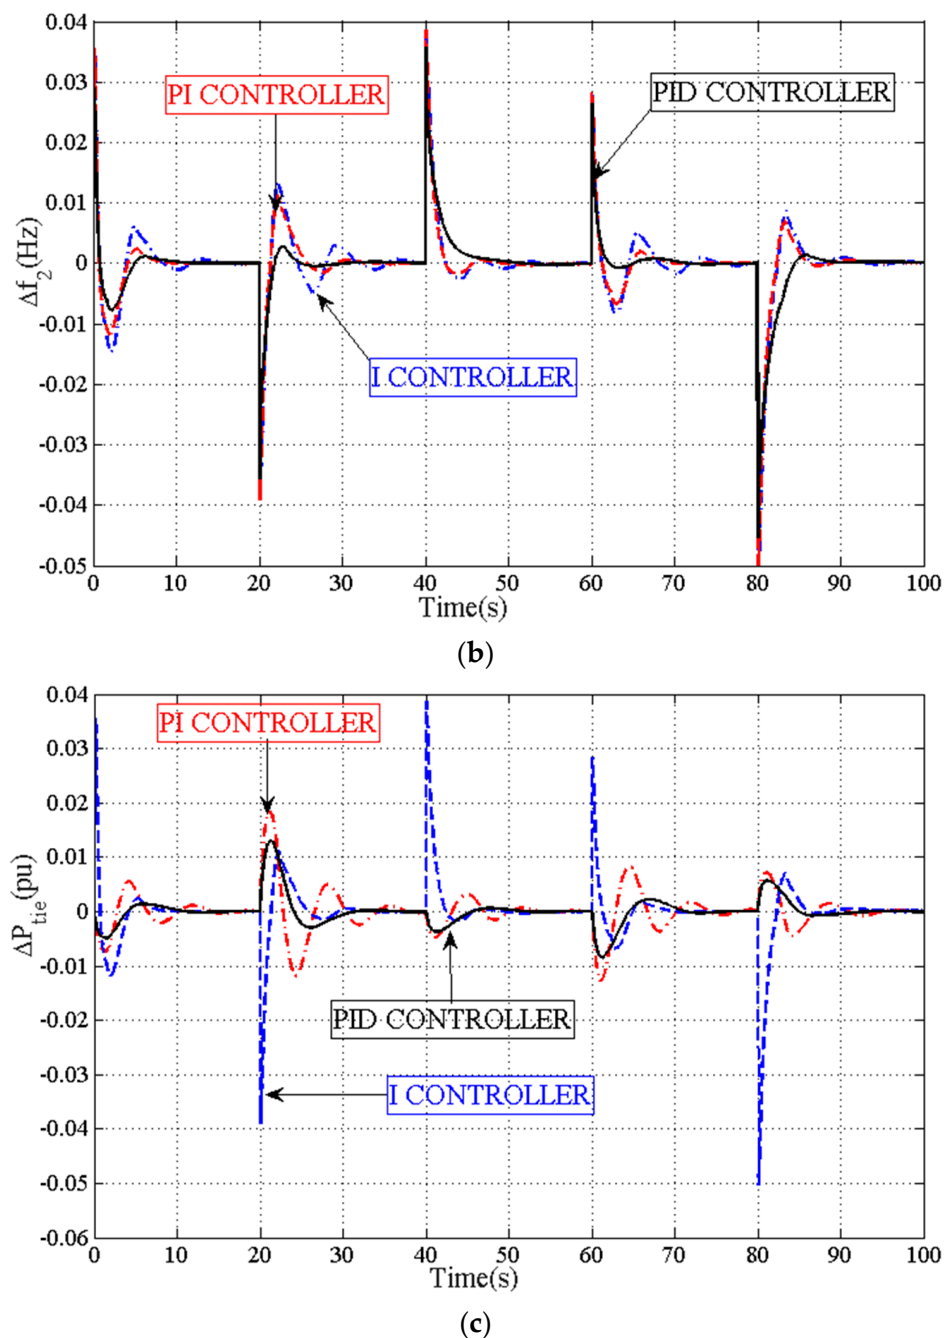 0.04
PI CONTROLLER
PID CONTROLLER
0.03
0.02
0.01
0
-0.01
I CONTROLLER
-0.02
-0.03
-0.04
-0.05
Δf2(Hz)
0 10 20 30 40 50 60 70 80 90 100
Time(s)
(b)
0.04
PI CONTROLLER
0.03
0.02
0.01
0
-0.01
PID CONTROLLER
-0.02
-0.03
I CONTROLLER
-0.04
-0.05
-0.06
ΔPtie(pu)
0 10 20 30 40 50 60 70 80 90 100
Time(s)
(c)